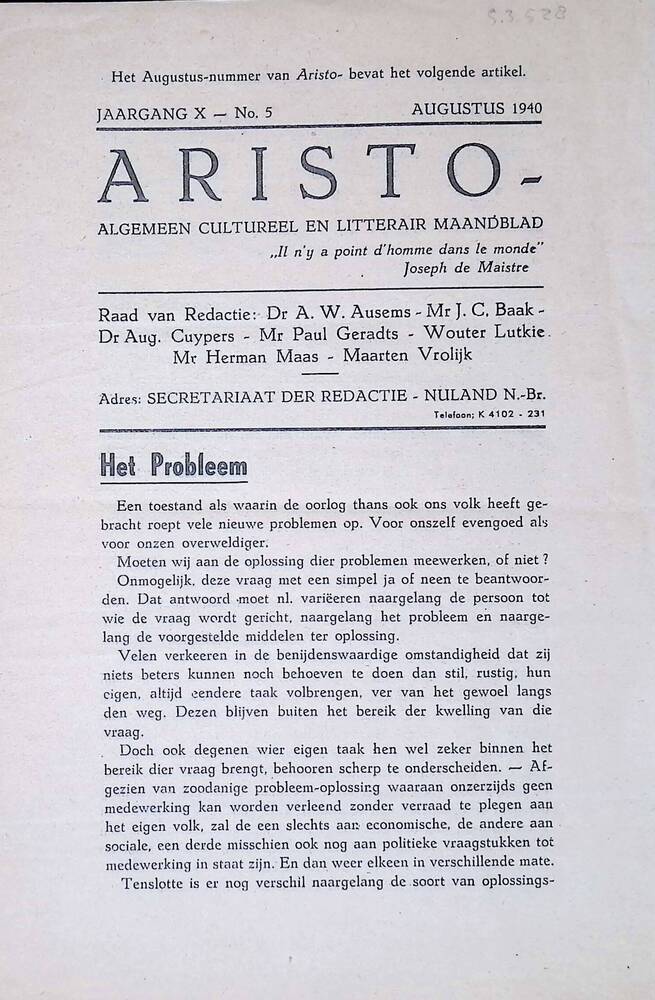 S.3.528
Het Augustus-nummer van Aristo- bevat het volgende artikel.
JAARGANG X — No. 5 AUGUSTUS 1940
ARISTO-
ALGEMEEN CULTUREEL EN LITTERAIR MAANDBLAD
„Il n'y a point d'homme dans le monde"
Joseph de Maistre
Raad van Redactie: Dr A. W. Ausems - Mr J. C. Baak -
Dr Aug. Cuypers - Mr Paul Geradts - Wouter Lutkie.
Mr Herman Maas - Maarten Vrolijk
Adres: SECRETARIAAT DER REDACTIE - NULAND N.-Br.
Telefoon; K 4102 - 231
Het Probleem
Een toestand als waarin de oorlog thans ook ons volk heeft ge-
bracht roept vele nieuwe problemen op. Voor onszelf evengoed als
voor onzen overweldiger.
Moeten wij aan de oplossing dier problemen meewerken, of niet?
Onmogelijk, deze vraag met een simpel ja of neen te beantwoor-
den. Dat antwoord moet nl. variëeren naargelang de persoon tot
wie de vraag wordt gericht, naargelang het probleem en naarge-
lang de voorgestelde middelen ter oplossing.
Velen verkeeren in de benijdenswaardige omstandigheid dat zij
niets beters kunnen noch behoeven te doen dan stil, rustig, hun
eigen, altijd eendere taak volbrengen, ver van het gewoel langs
den weg. Dezen blijven buiten het bereik der kwelling van die
vraag.
Doch ook degenen wier eigen taak hen wel zeker binnen het
bereik dier vraag brengt, behooren scherp te onderscheiden. — Af-
gezien van zoodanige probleem-oplossing waaraan onzerzijds geen
medewerking kan worden verleend zonder verraad te plegen aan
het eigen volk, zal de een slechts aan economische, de andere aan
sociale, een derde misschien ook nog aan politieke vraagstukken tot
medewerking in staat zijn. En dan weer elkeen in verschillende mate.
Tenslotte is er nog verschil naargelang de soort van oplossings-